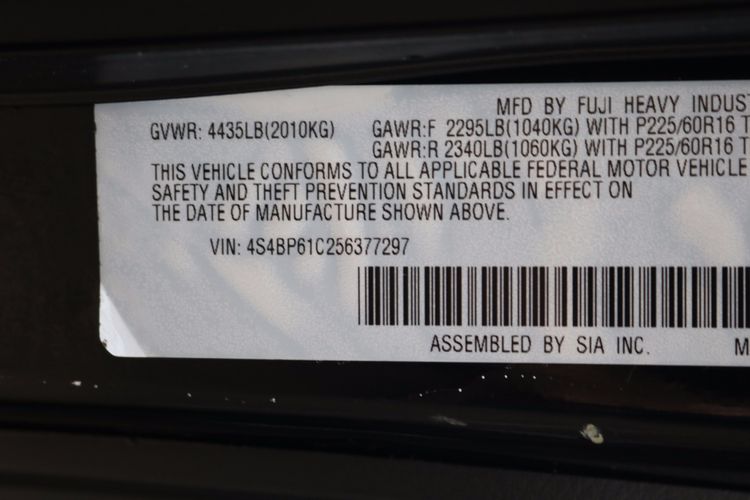 MFD BY FUJI HEAVY INDUST
GVWR: 4435LB(2010KG) GAWR:F 2295LB(1040KG) WITH P225/60R16 T
GAWR:R 2340LB(1060KG) WITH P225/60R16 T
THIS VEHICLE CONFORMS TO ALL APPLICABLE FEDERAL MOTOR VEHICLE
SAFETY AND THEFT PREVENTION STANDARDS IN EFFECT ON
THE DATE OF MANUFACTURE SHOWN ABOVE.
VIN: 4S4BP61C256377297
ASSEMBLED BY SIA INC. M